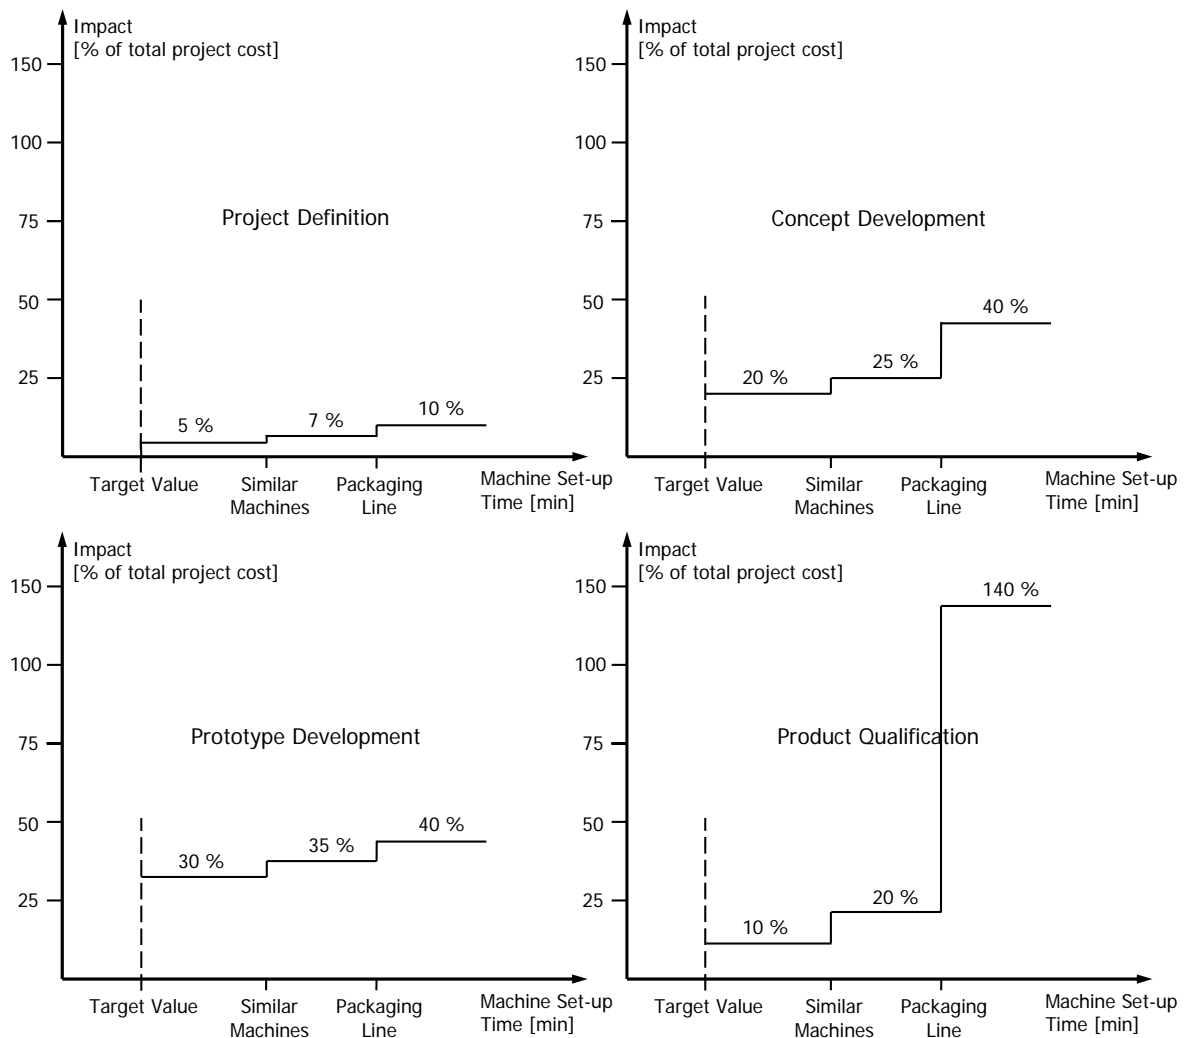 Impact
[% of total project cost]
150
100
75
50
25
Project Definition
5 %
7 %
10 %
Target Value
Similar
Machines
Packaging
Line
Machine Set-up
Time [min]
Impact
[% of total project cost]
150
100
75
50
25
Concept Development
20 %
25 %
40 %
Target Value
Similar
Machines
Packaging
Line
Machine Set-up
Time [min]
Impact
[% of total project cost]
150
100
75
50
25
Prototype Development
30 %
35 %
40 %
Target Value
Similar
Machines
Packaging
Line
Machine Set-up
Time [min]
Impact
[% of total project cost]
150
100
75
50
25
Product Qualification
10 %
20 %
140 %
Target Value
Similar
Machines
Packaging
Line
Machine Set-up
Time [min]